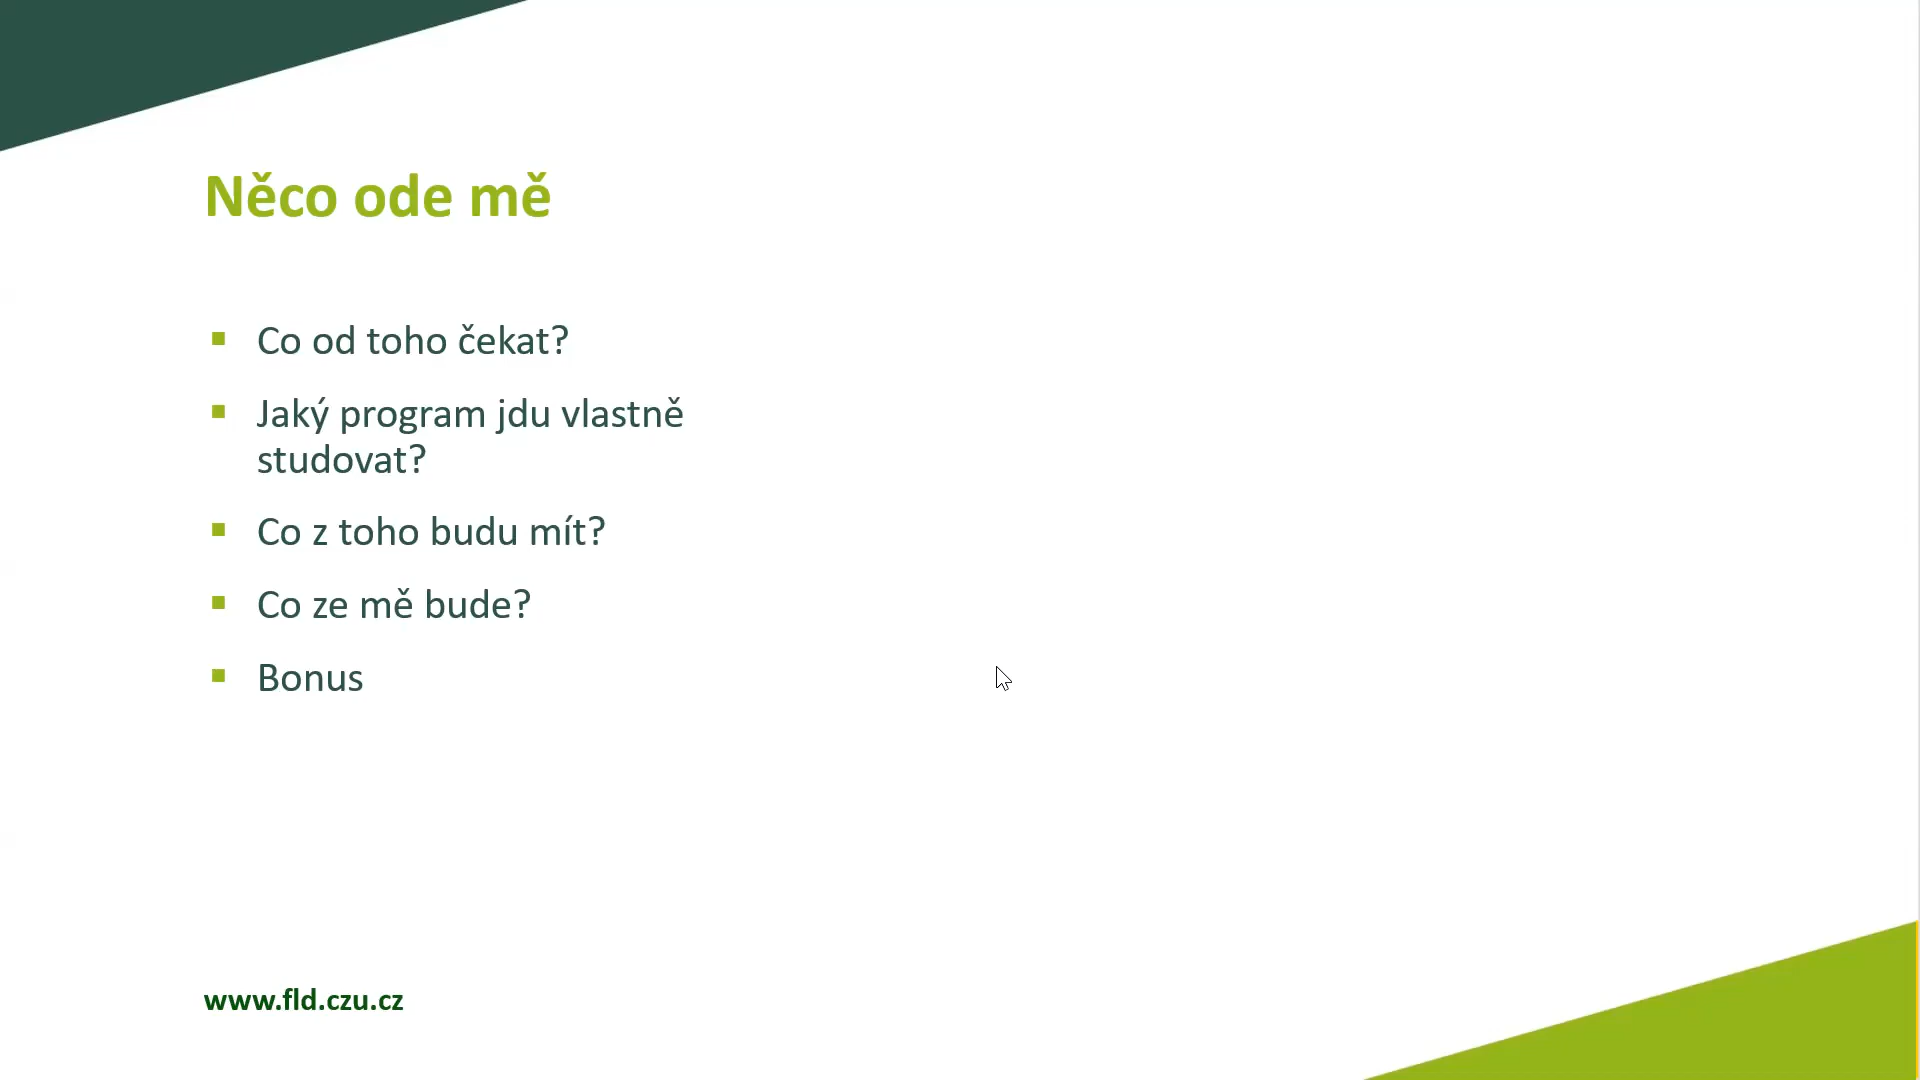 Něco ode mě
Co od toho čekat?
Jaký program jdu vlastně
studovat?
Co z toho budu mít?
Co ze mě bude?
Bonus
www.fld.czu.cz